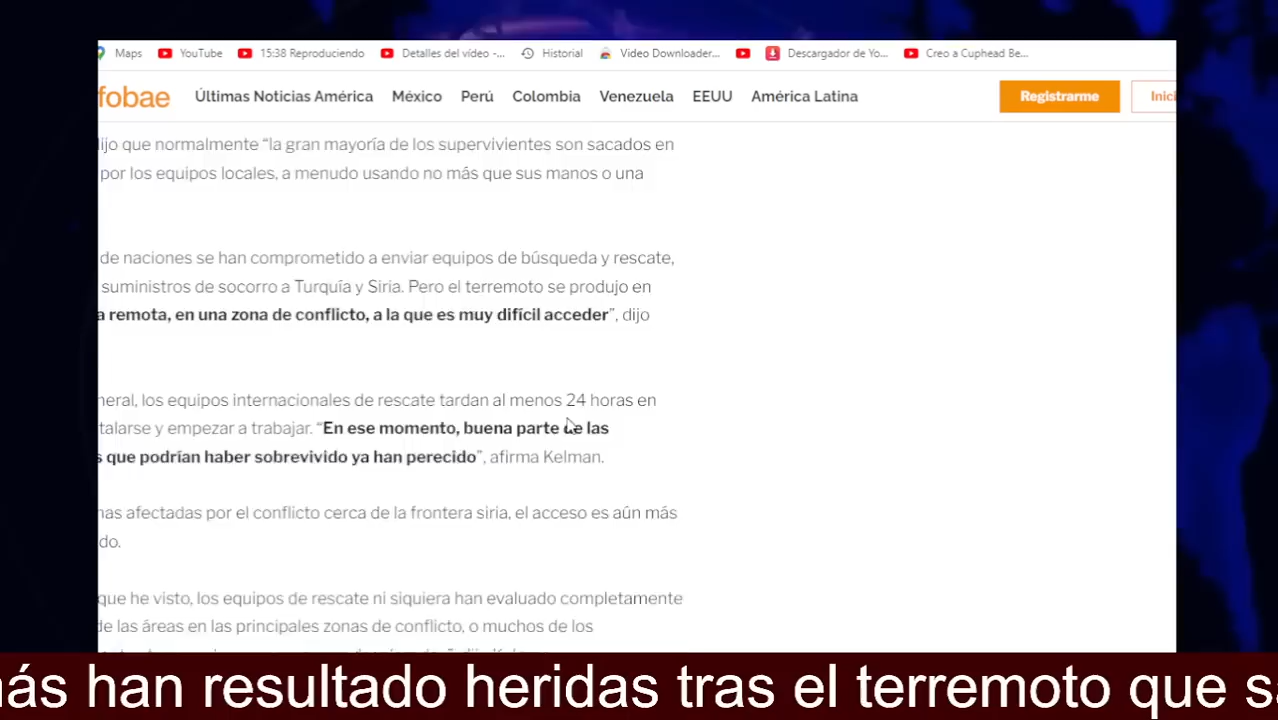 Maps YouTube 15:38 Reproduciendo Detalles del vídeo -... Historial Video Downloader... Descargador de Yo... Creo a Cuphead Be...
fobae Últimas Noticias América México Perú Colombia Venezuela EEUU América Latina Registrarme Inici
ijo que normalmente “la gran mayoría de los supervivientes son sacados en
por los equipos locales, a menudo usando no más que sus manos o una
de naciones se han comprometido a enviar equipos de búsqueda y rescate,
suministros de socorro a Turquía y Siria. Pero el terremoto se produjo en
a remota, en una zona de conflicto, a la que es muy difícil acceder”, dijo
neral, los equipos internacionales de rescate tardan al menos 24 horas en
talarse y empezar a trabajar. “En ese momento, buena parte de las
s que podrían haber sobrevivido ya han perecido”, afirma Kelman.
nas afectadas por el conflicto cerca de la frontera siria, el acceso es aún más
do.
que he visto, los equipos de rescate ni siquiera han evaluado completamente
de las áreas en las principales zonas de conflicto, o muchos de los
más han resultado heridas tras el terremoto que sa